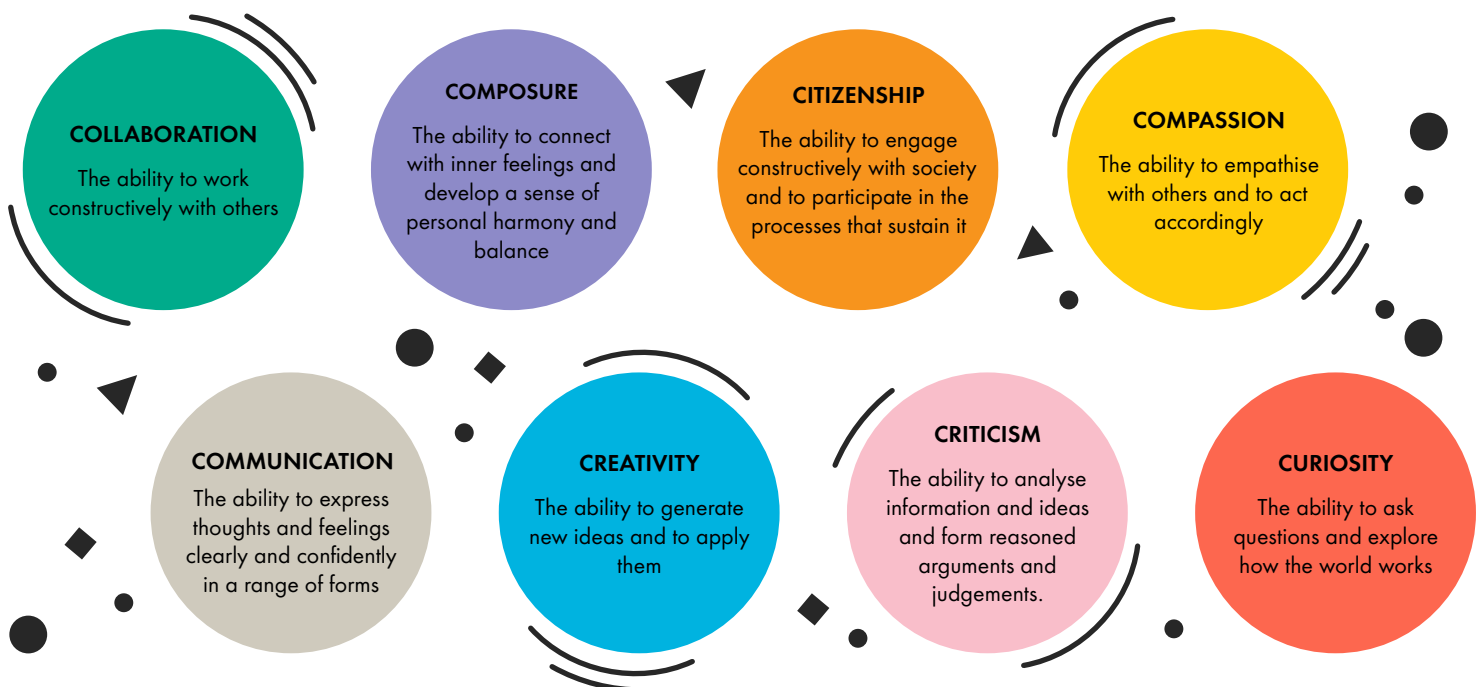 COLLABORATION
The ability to work
constructively with others
COMPOSURE
The ability to connect
with inner feelings and
develop a sense of
personal harmony and
balance
CITIZENSHIP
The ability to engage
constructively with society
and to participate in the
processes that sustain it
COMPASSION
The ability to empathise
with others and to act
accordingly
COMMUNICATION
The ability to express
thoughts and feelings
clearly and confidently
in a range of forms
CREATIVITY
The ability to generate
new ideas and to apply
them
CRITICISM
The ability to analyse
information and ideas
and form reasoned
arguments and
judgements.
CURIOSITY
The ability to ask
questions and explore
how the world works